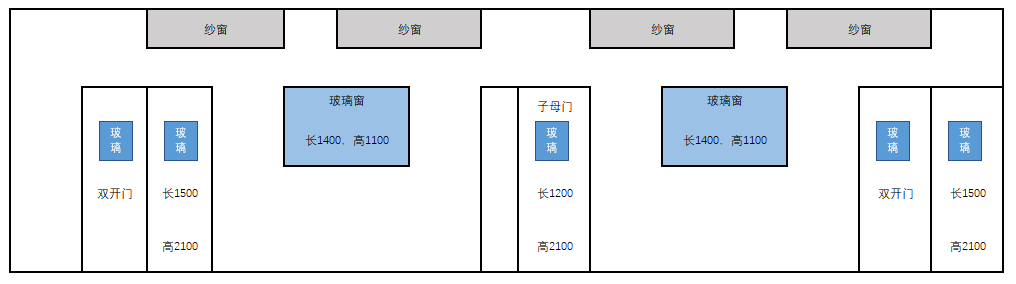 纱窗
纱窗
纱窗
纱窗
玻璃
玻璃
双开门
长1500
高2100
玻璃窗
长1400，高1100
子母门
玻璃
长1200
高2100
玻璃窗
长1400，高1100
玻璃
玻璃
双开门
长1500
高2100